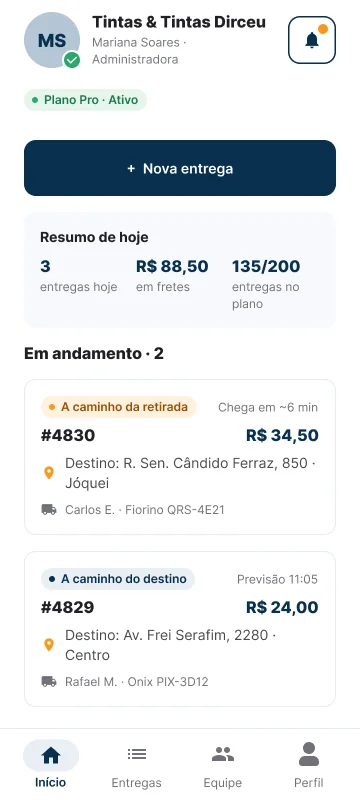 MS
Tintas & Tintas Dirceu
Mariana Soares ·
Administradora
Plano Pro · Ativo
+ Nova entrega
Resumo de hoje
3
entregas hoje
R$ 88,50
em fretes
135/200
entregas no
plano
Em andamento · 2
A caminho da retirada
Chega em ~6 min
#4830
R$ 34,50
Destino: R. Sen. Cândido Ferraz, 850 ·
Jóquei
Carlos E. · Fiorino QRS-4E21
A caminho do destino
Previsão 11:05
#4829
R$ 24,00
Destino: Av. Frei Serafim, 2280 ·
Centro
Rafael M. · Onix PIX-3D12
Início
Entregas
Equipe
Perfil